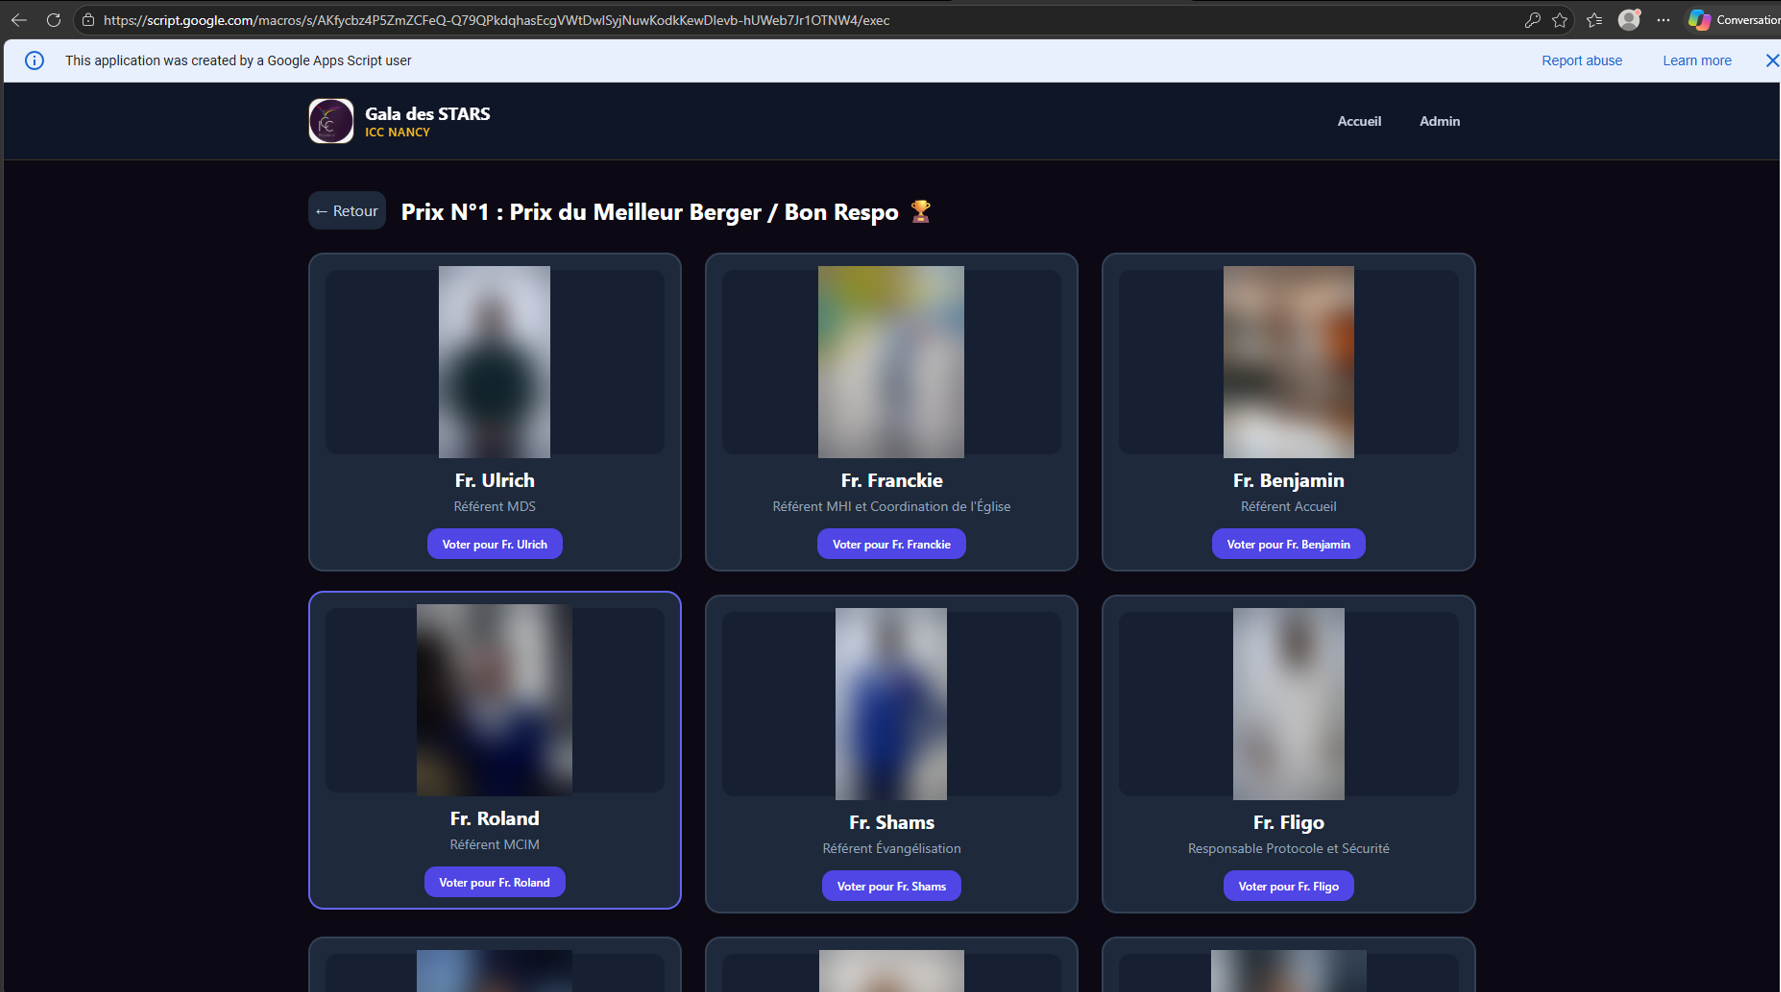 https://script.google.com/macros/s/AKfycbz4P5ZmZCFeQ-Q79QPkdqhasEcgVWtDwlSyjNuwKodkKewDlevb-hUWeb7Jr1OTNW4/exec
Conversation
This application was created by a Google Apps Script user
Report abuse
Learn more
ICC
Gala des STARS
ICC NANCY
Accueil
Admin
← Retour
Prix N°1 : Prix du Meilleur Berger / Bon Respo 🏆
Fr. Ulrich
Référent MDS
Voter pour Fr. Ulrich
Fr. Franckie
Référent MHI et Coordination de l'Église
Voter pour Fr. Franckie
Fr. Benjamin
Référent Accueil
Voter pour Fr. Benjamin
Fr. Roland
Référent MCIM
Voter pour Fr. Roland
Fr. Shams
Référent Évangélisation
Voter pour Fr. Shams
Fr. Fligo
Responsable Protocole et Sécurité
Voter pour Fr. Fligo